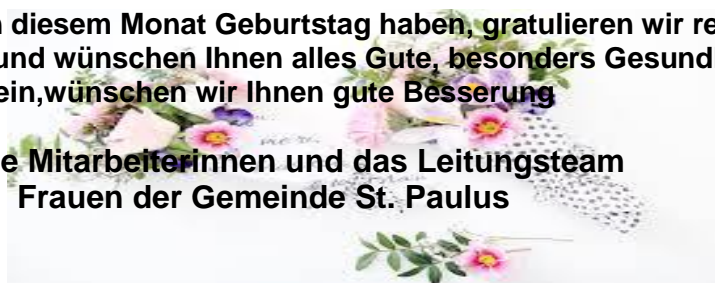 diesem Monat Geburtstag haben, gratulieren wir
und wünschen Ihnen alles Gute, besonders
ein,wünschen wir Ihnen gute Besserung
Mitarbeiterinnen und das Leitungsteam
Frauen der Gemeinde St. Paulus